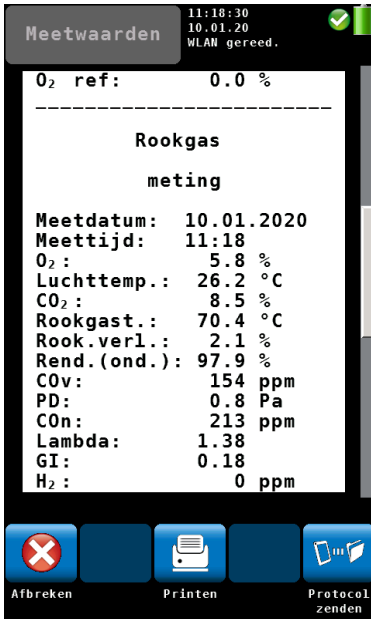 Meetwaarden
11:18:30
10.01.20
WLAN gereed.
O₂ ref: 0.0 %
------------------------
Rookgas
meting
Meetdatum: 10.01.2020
Meettijd: 11:18
O₂: 5.8 %
Luchttemp.: 26.2 °C
CO₂: 8.5 %
Rookgast.: 70.4 °C
Rook.verl.: 2.1 %
Rend.(ond.): 97.9 %
COv: 154 ppm
PD: 0.8 Pa
COn: 213 ppm
Lambda: 1.38
GI: 0.18
H₂: 0 ppm
Afbreken
Printen
Protocol
zenden